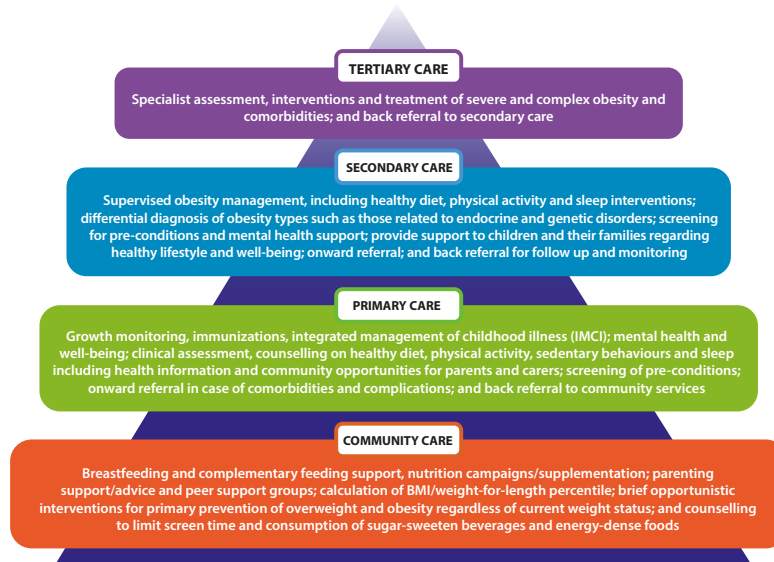 TERTIARY CARE
Specialist assessment, interventions and treatment of severe and complex obesity and
comorbidities; and back referral to secondary care
SECONDARY CARE
Supervised obesity management, including healthy diet, physical activity and sleep interventions;
differential diagnosis of obesity types such as those related to endocrine and genetic disorders; screening
for pre-conditions and mental health support; provide support to children and their families regarding
healthy lifestyle and well-being; onward referral; and back referral for follow up and monitoring
PRIMARY CARE
Growth monitoring, immunizations, integrated management of childhood illness (IMCI); mental health and
well-being; clinical assessment, counselling on healthy diet, physical activity, sedentary behaviours and sleep
including health information and community opportunities for parents and carers; screening of pre-conditions;
onward referral in case of comorbidities and complications; and back referral to community services
COMMUNITY CARE
Breastfeeding and complementary feeding support, nutrition campaigns/supplementation; parenting
support/advice and peer support groups; calculation of BMI/weight-for-length percentile; brief opportunistic
interventions for primary prevention of overweight and obesity regardless of current weight status; and counselling
to limit screen time and consumption of sugar-sweeten beverages and energy-dense foods